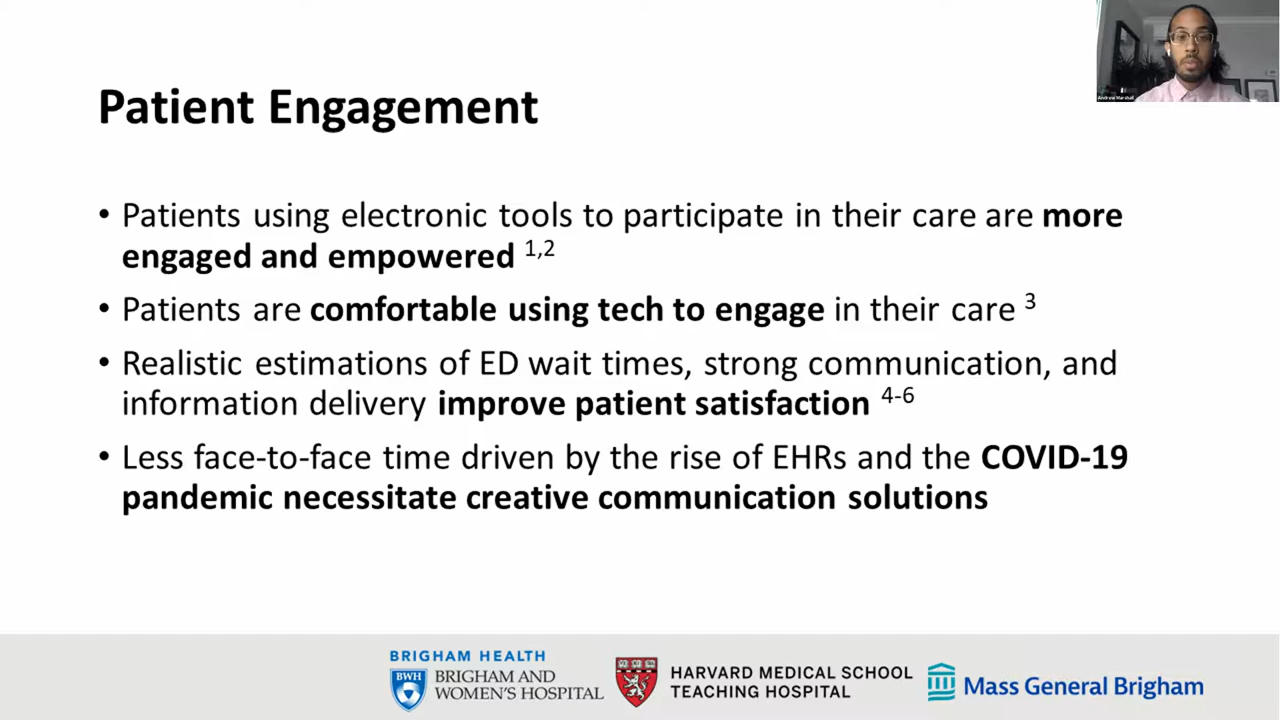 Andrew Marshall
Patient Engagement
• Patients using electronic tools to participate in their care are more
engaged and empowered 1,2
• Patients are comfortable using tech to engage in their care 3
• Realistic estimations of ED wait times, strong communication, and
information delivery improve patient satisfaction 4-6
• Less face-to-face time driven by the rise of EHRs and the COVID-19
pandemic necessitate creative communication solutions
BRIGHAM HEALTH
BWH
BRIGHAM AND
WOMEN'S HOSPITAL
HARVARD MEDICAL SCHOOL
TEACHING HOSPITAL
Mass General Brigham